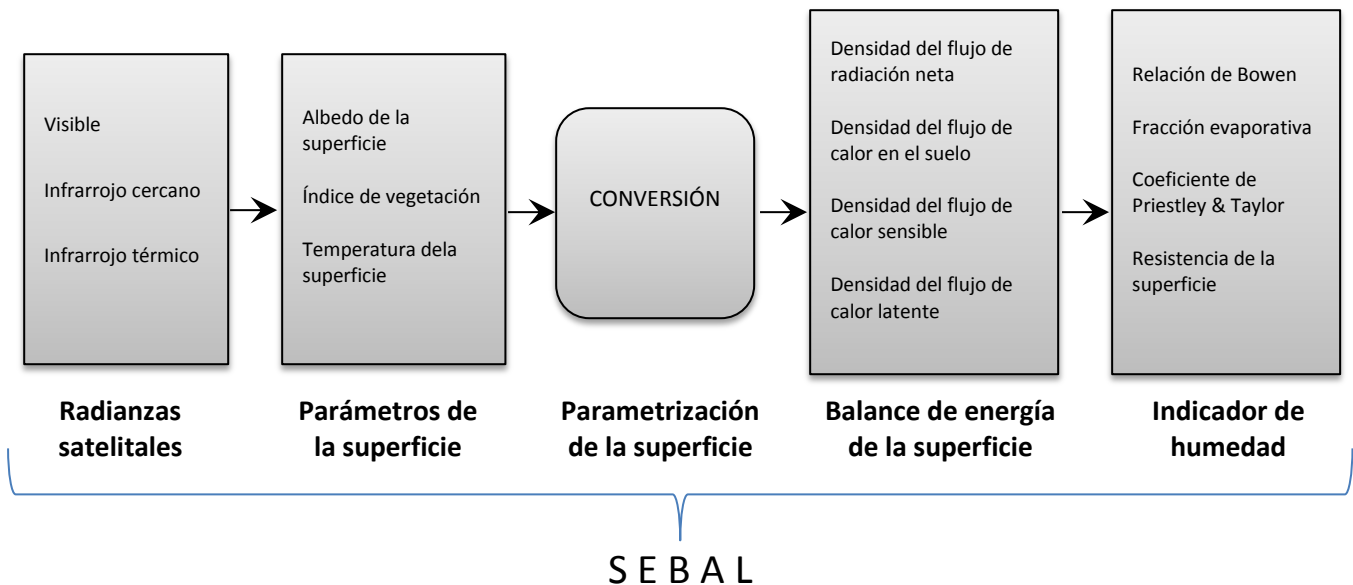 Visible
Infrarrojo cercano
Infrarrojo térmico
Radianzas
satelitales
Albedo de la
superficie
Índice de vegetación
Temperatura dela
superficie
Parámetros de
la superficie
CONVERSIÓN
Parametrización
de la superficie
Densidad del flujo de
radiación neta
Densidad del flujo de
calor en el suelo
Densidad del flujo de
calor sensible
Densidad del flujo de
calor latente
Balance de energía
de la superficie
Relación de Bowen
Fracción evaporativa
Coeficiente de
Priestley & Taylor
Resistencia de la
superficie
Indicador de
humedad
S E B A L